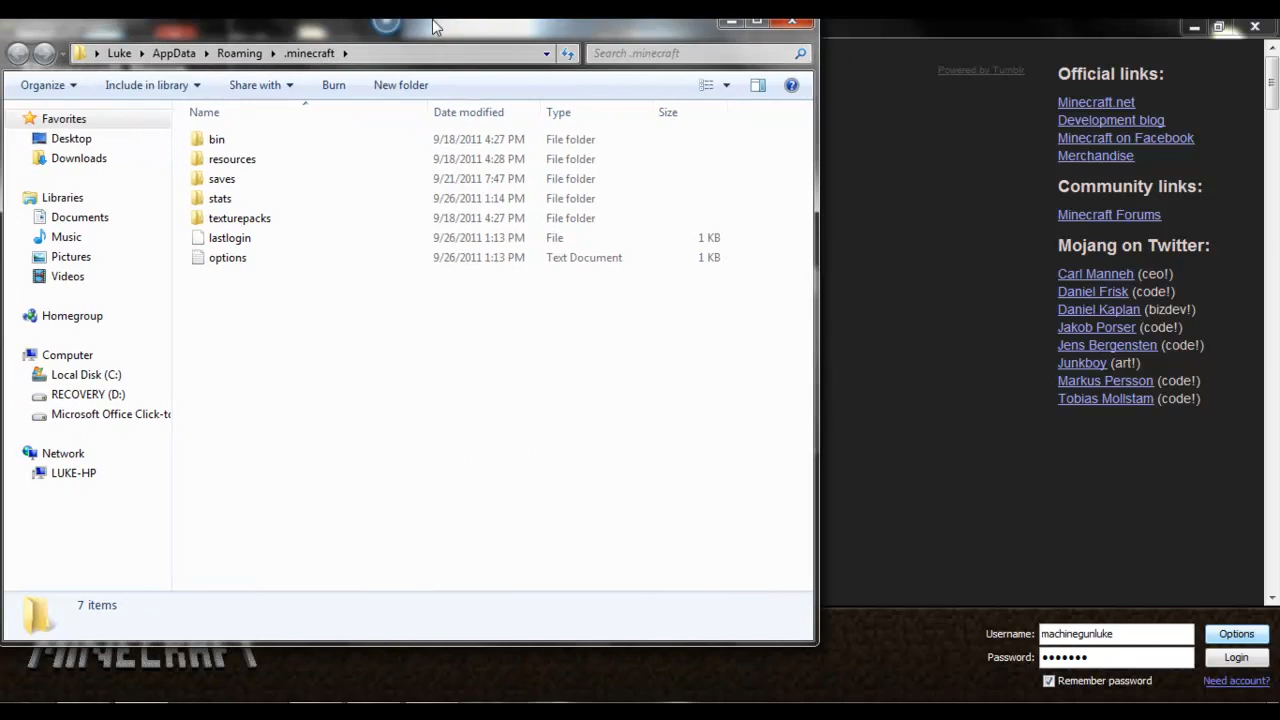 Luke AppData Roaming .minecraft Search .minecraft
Organize Include in library Share with Burn New folder
Name Date modified Type Size
Favorites
Desktop
Downloads
Libraries
Documents
Music
Pictures
Videos
Homegroup
Computer
Local Disk (C:)
RECOVERY (D:)
Microsoft Office Click-to
Network
LUKE-HP
bin 9/18/2011 4:27 PM File folder
resources 9/18/2011 4:28 PM File folder
saves 9/21/2011 7:47 PM File folder
stats 9/26/2011 1:14 PM File folder
texturepacks 9/18/2011 4:27 PM File folder
lastlogin 9/26/2011 1:13 PM File 1 KB
options 9/26/2011 1:13 PM Text Document 1 KB
7 items
Powered by Tumblr
Official links:
Minecraft.net
Development blog
Minecraft on Facebook
Merchandise
Community links:
Minecraft Forums
Mojang on Twitter:
Carl Manneh (ceo!)
Daniel Frisk (code!)
Daniel Kaplan (bizdev!)
Jakob Porser (code!)
Jens Bergensten (code!)
Junkboy (art!)
Markus Persson (code!)
Tobias Mollstam (code!)
MINECRAFT
Username: machinegunluke Options
Password: ••••••• Login
Remember password Need account?